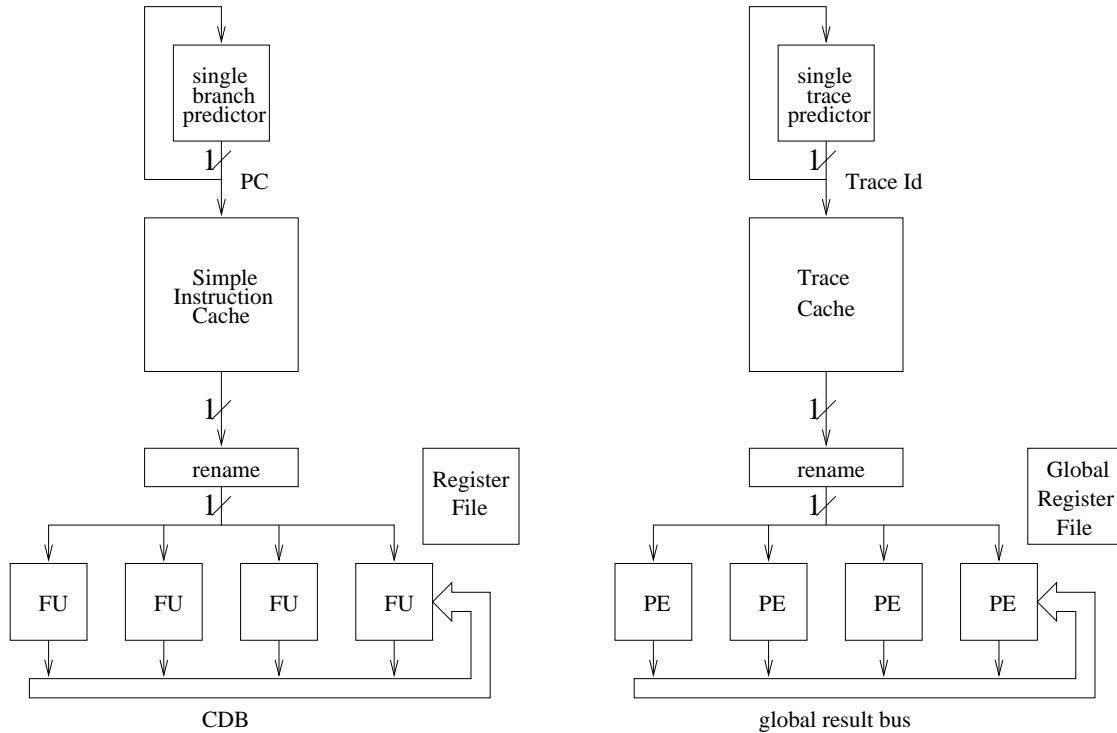 single
branch
predictor
1
PC
Simple
Instruction
Cache
1
rename
1
Register
File
FU FU FU FU
CDB
single
trace
predictor
1
Trace Id
Trace
Cache
1
rename
1
Global
Register
File
PE PE PE PE
global result bus